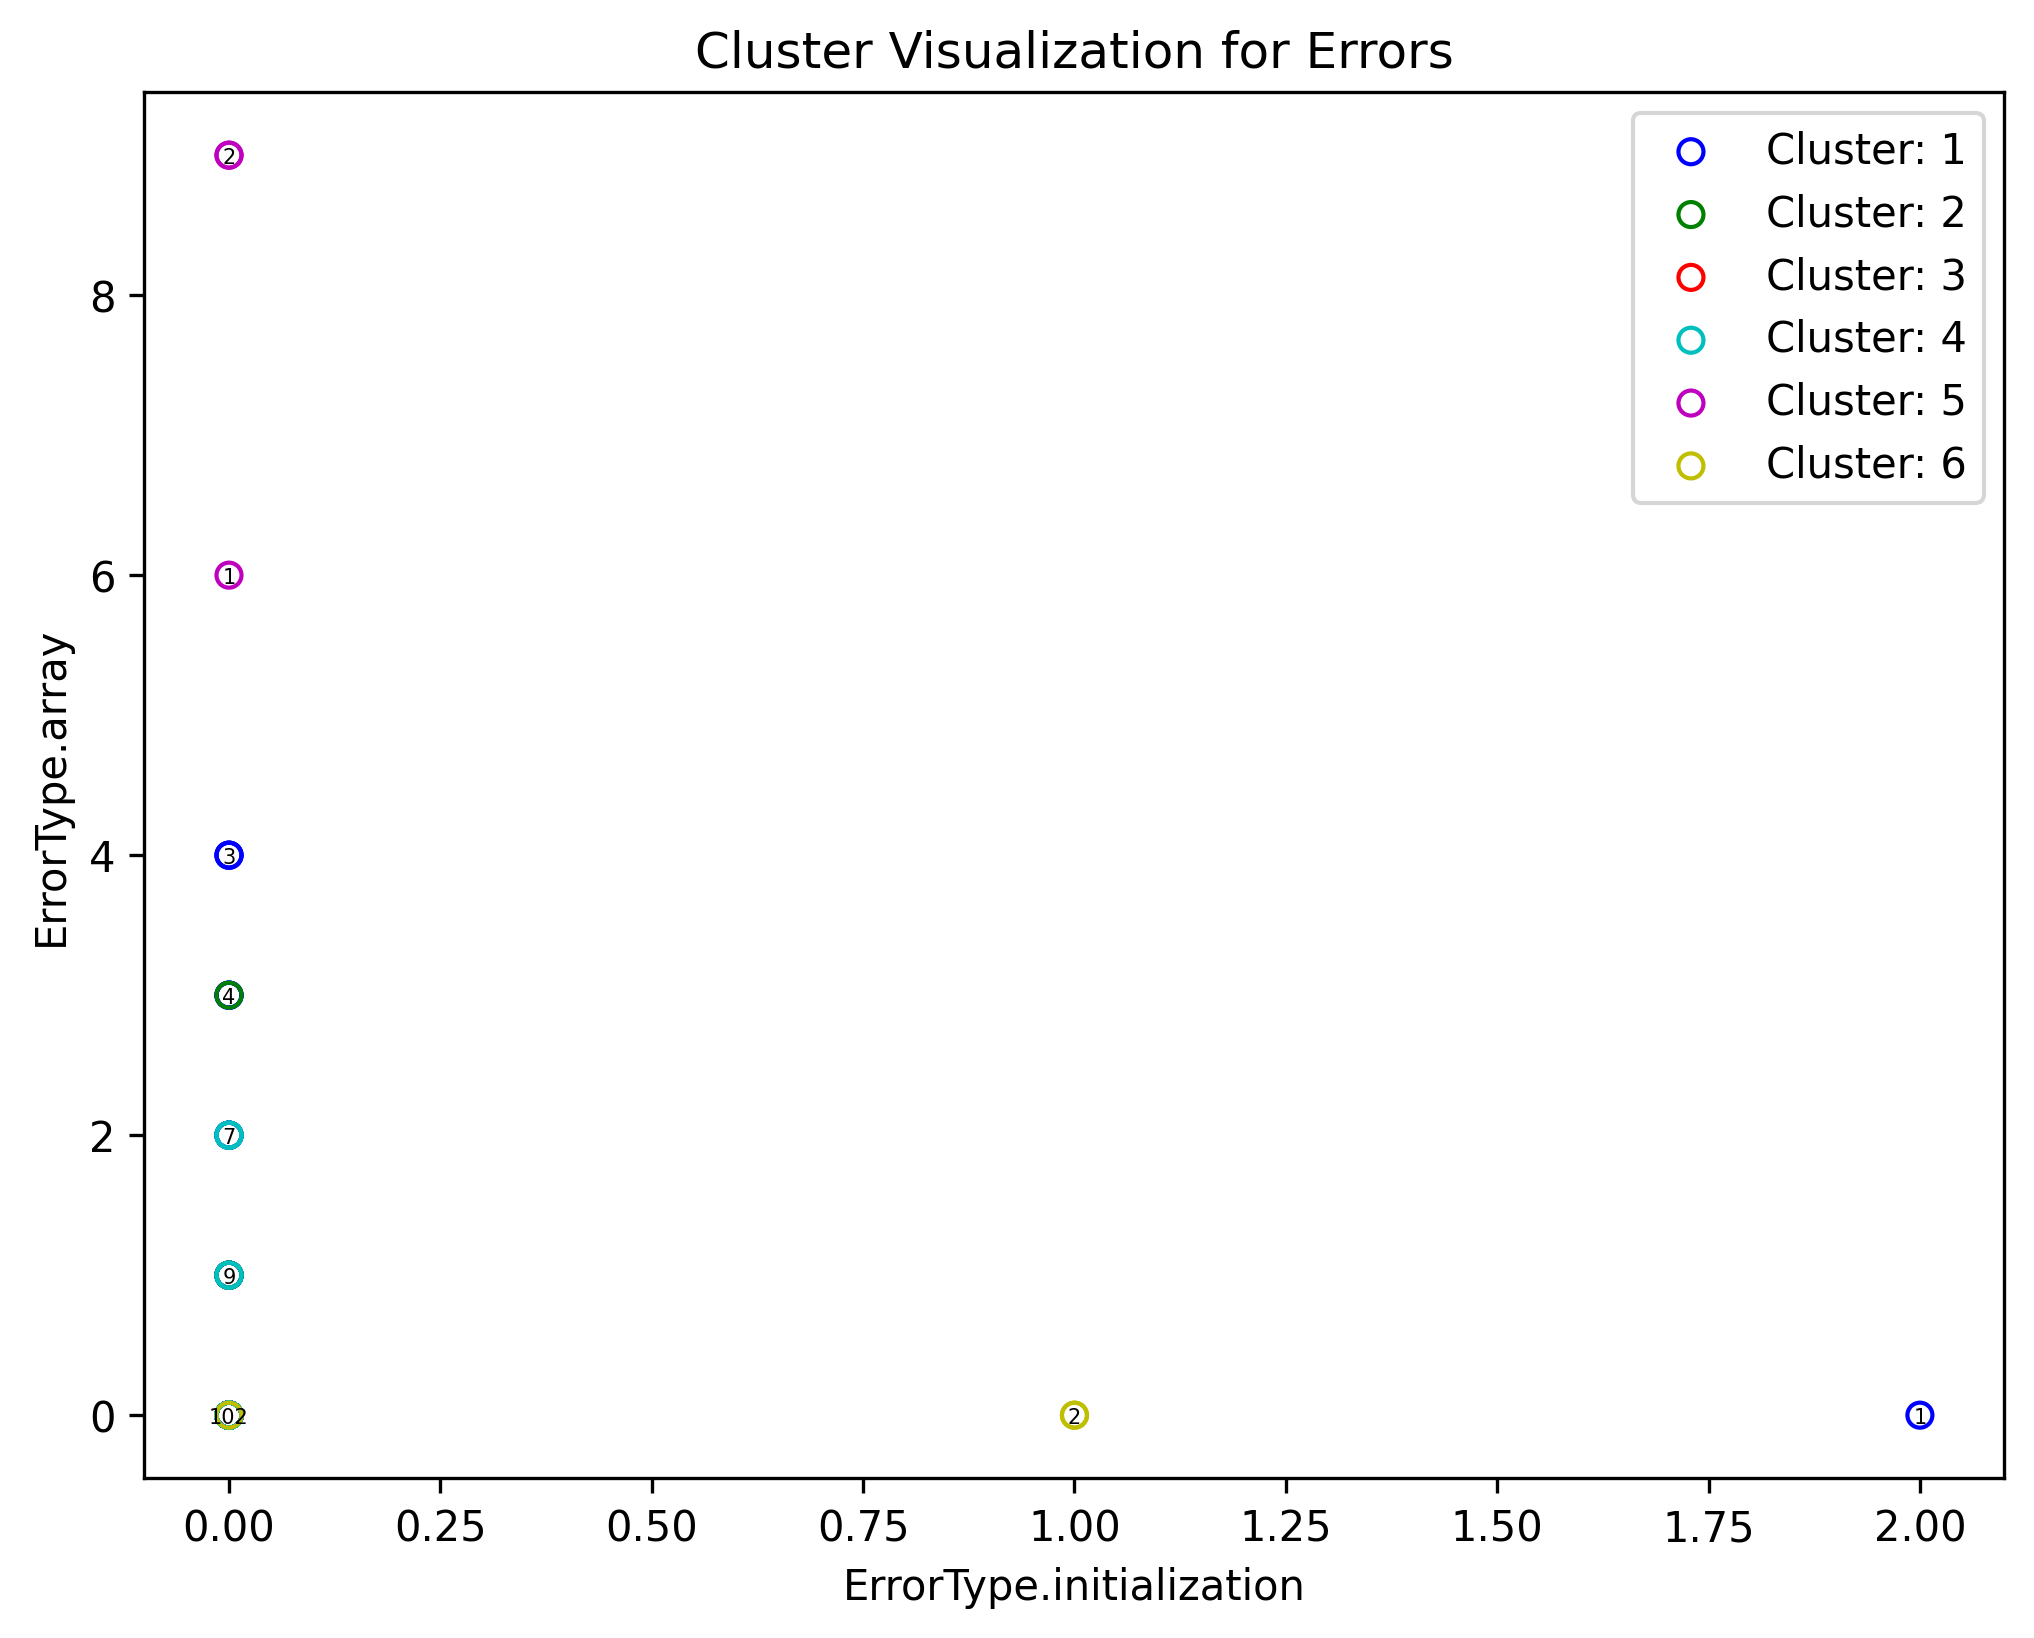 Cluster Visualization for Errors
Cluster: 1
Cluster: 2
Cluster: 3
Cluster: 4
Cluster: 5
Cluster: 6
ErrorType.array
8
6
4
2
0
2
1
3
4
7
9
102
2
1
0.00 0.25 0.50 0.75 1.00 1.25 1.50 1.75 2.00
ErrorType.initialization